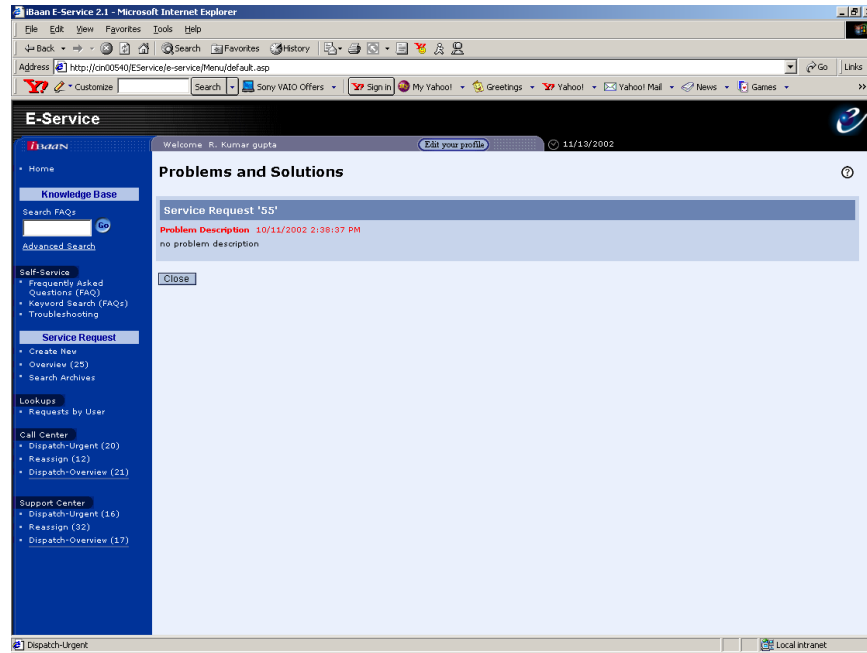 iBaan E-Service 2.1 - Microsoft Internet Explorer
File Edit View Favorites Tools Help
Back Search Favorites History
Address http://cin00540/EService/e-service/Menu/default.asp Go Links
Y? Customize Search Sony VAIO Offers Y? Sign in My Yahoo! Greetings Y? Yahoo! Yahoo! Mail News Games »
E-Service
iBaan Welcome R. Kumar gupta Edit your profile 11/13/2002
Home
Problems and Solutions ?
Knowledge Base
Search FAQs
Go
Advanced Search
Service Request '55'
Problem Description 10/11/2002 2:38:37 PM
no problem description
Close
Self-Service
Frequently Asked
Questions (FAQ)
Keyword Search (FAQs)
Troubleshooting
Service Request
Create New
Overview (25)
Search Archives
Lookups
Requests by User
Call Center
Dispatch-Urgent (20)
Reassign (12)
Dispatch-Overview (21)
Support Center
Dispatch-Urgent (16)
Reassign (32)
Dispatch-Overview (17)
Dispatch-Urgent Local intranet